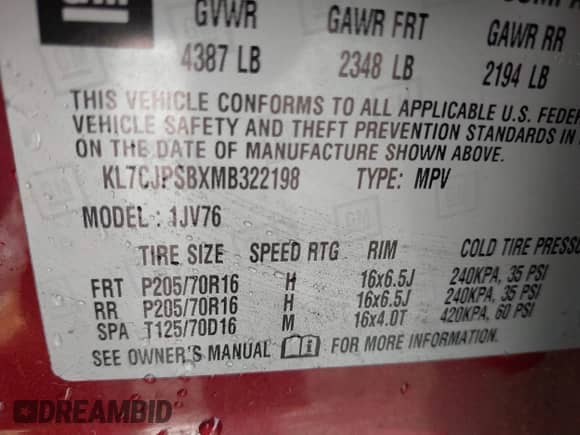 GM
GVWR GAWR FRT GAWR RR
4387 LB 2348 LB 2194 LB
THIS VEHICLE CONFORMS TO ALL APPLICABLE U.S. FEDE
VEHICLE SAFETY AND THEFT PREVENTION STANDARDS IN
ON THE DATE OF MANUFACTURE SHOWN ABOVE.
KL7CJPSBXMB322198 TYPE: MPV
MODEL: 1JV76
TIRE SIZE SPEED RTG RIM COLD TIRE PRESSU
FRT P205/70R16 H 16x6.5J 240KPA, 35 PSI
RR P205/70R16 H 16x6.5J 240KPA, 35 PSI
SPA T125/70D16 M 16x4.0T 420KPA, 60 PSI
SEE OWNER'S MANUAL FOR MORE INFORMATION.
DREAMBID